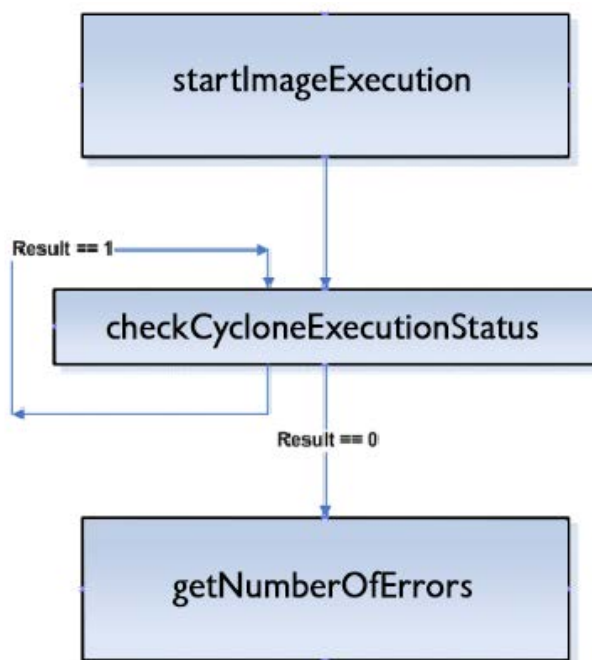 startImageExecution
Result == 1
checkCycloneExecutionStatus
Result == 0
getNumberOfErrors